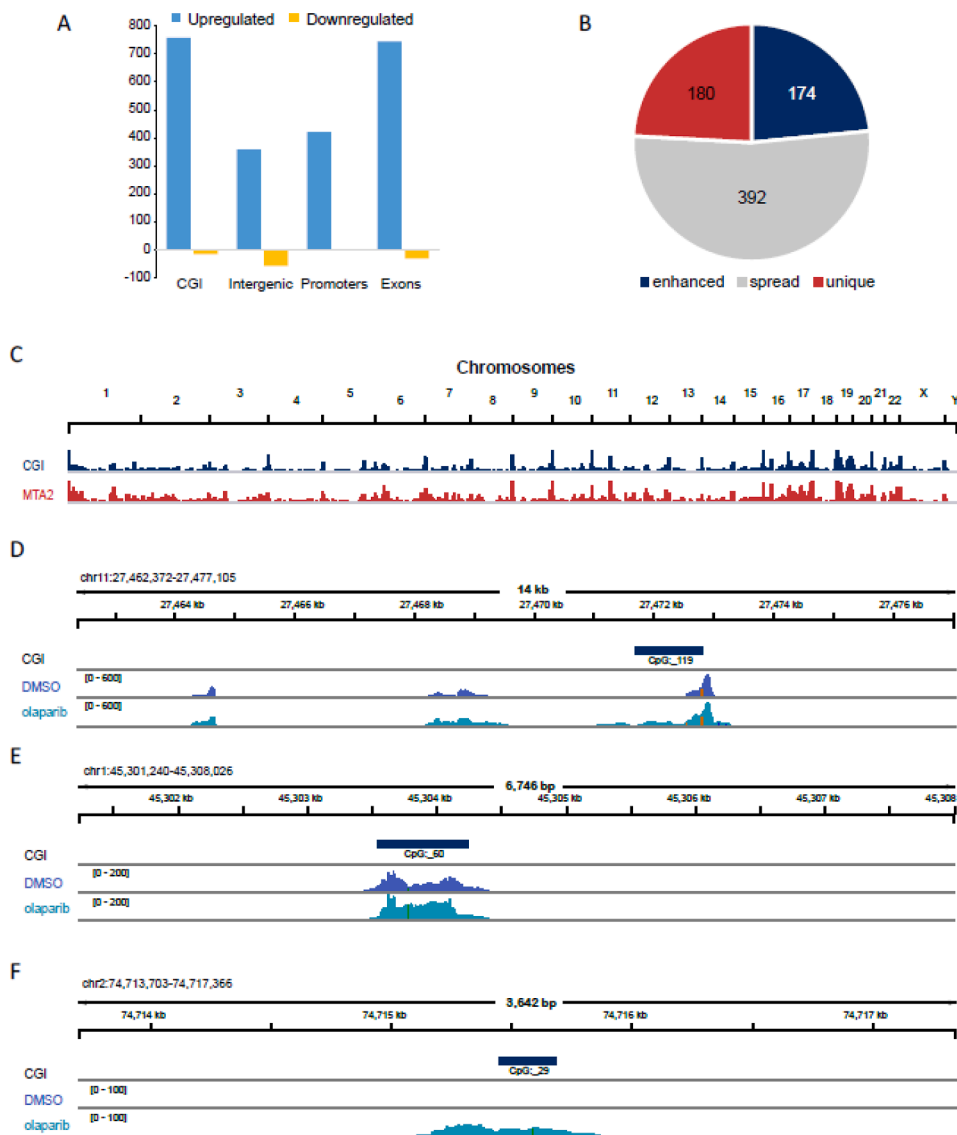 A
Upregulated Downregulated
800
700
600
500
400
300
200
100
0
-100
CGI Intergenic Promoters Exons
B
180 174
392
enhanced spread unique
C
Chromosomes
1 2 3 4 5 6 7 8 9 10 11 12 13 14 15 16 17 18 19 20 21 22 X Y
CGI
MTA2
D
chr11:27,462,372-27,477,105
14 kb
27,464 kb 27,466 kb 27,468 kb 27,470 kb 27,472 kb 27,474 kb 27,476 kb
CGI
CpG:_119
DMSO [0 - 600]
olaparib [0 - 600]
E
chr1:45,301,240-45,308,026
6,746 bp
45,302 kb 45,303 kb 45,304 kb 45,305 kb 45,306 kb 45,307 kb 45,308
CGI
CpG:_60
DMSO [0 - 200]
olaparib [0 - 200]
F
chr2:74,713,703-74,717,366
3,642 bp
74,714 kb 74,715 kb 74,716 kb 74,717 kb
CGI
CpG:_29
DMSO [0 - 100]
olaparib [0 - 100]